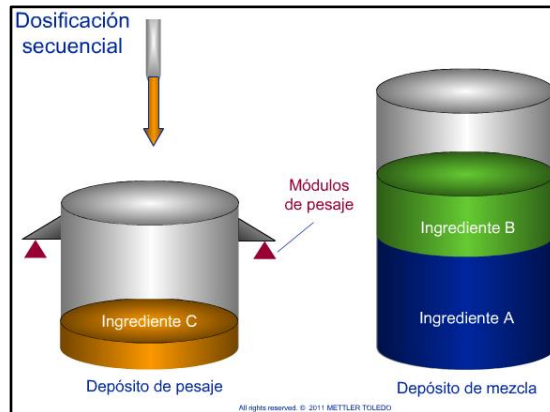 Dosificación
secuencial
Módulos
de pesaje
Ingrediente B
Ingrediente C
Ingrediente A
Depósito de pesaje
Depósito de mezcla
All rights reserved. © 2011 METTLER TOLEDO